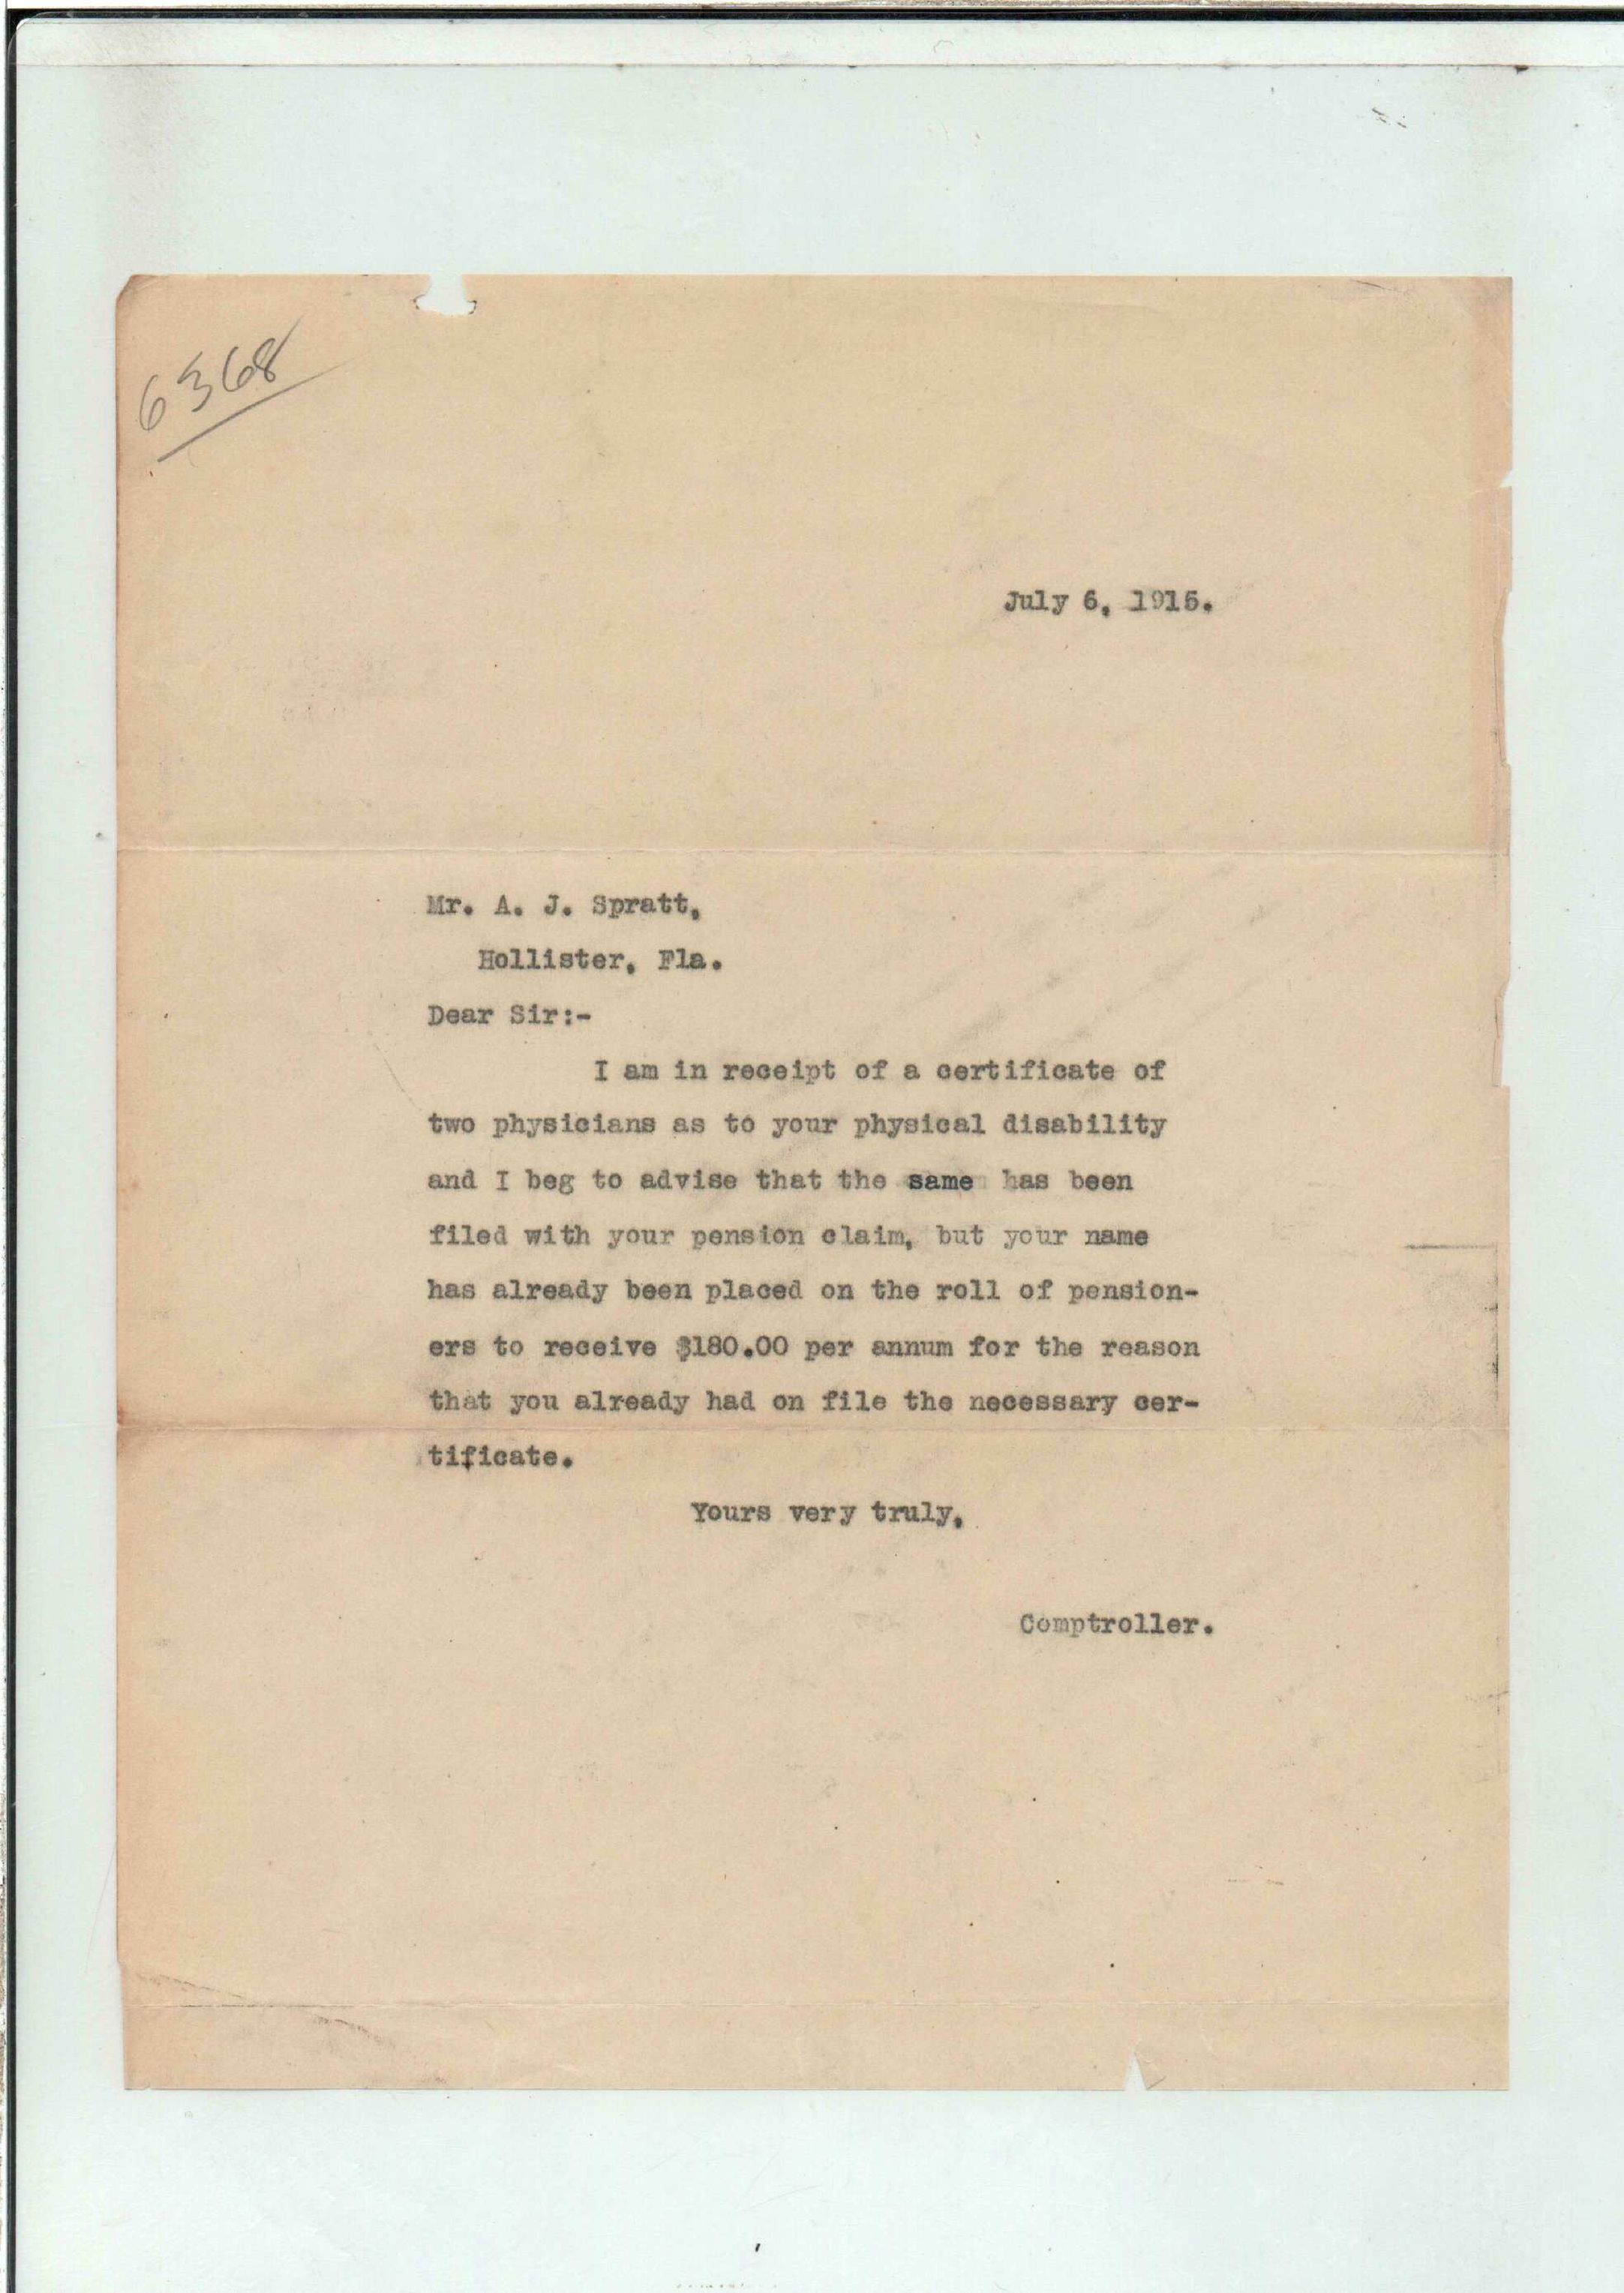 6368
July 6, 1915.
Mr. A. J. Spratt,
Hollister, Fla.
Dear Sir:-
I am in receipt of a certificate of
two physicians as to your physical disability
and I beg to advise that the same has been
filed with your pension claim, but your name
has already been placed on the roll of pension-
ers to receive $180.00 per annum for the reason
that you already had on file the necessary cer-
tificate.
Yours very truly,
Comptroller.